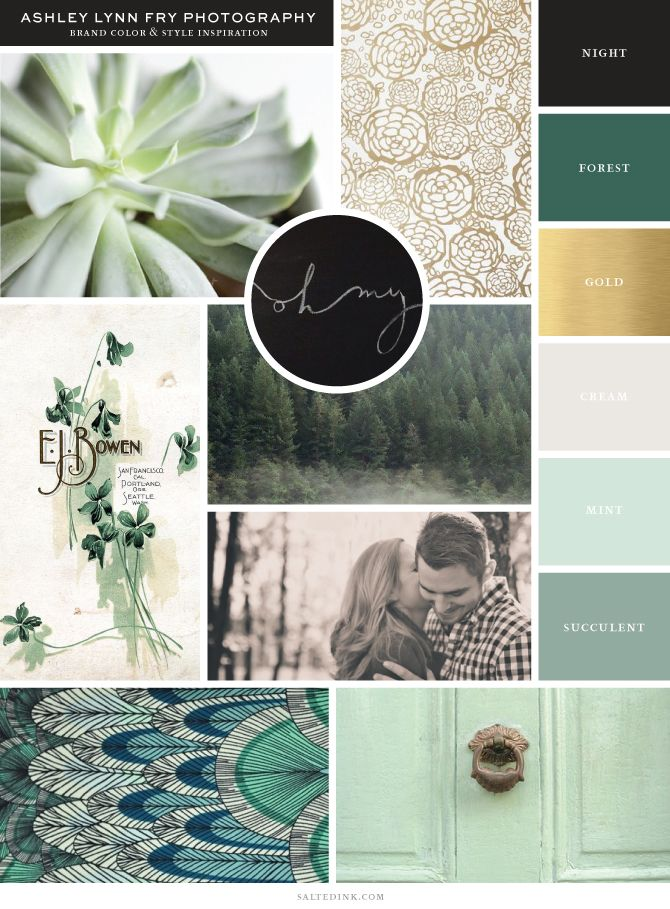 ASHLEY LYNN FRY PHOTOGRAPHY
BRAND COLOR & STYLE INSPIRATION
NIGHT
FOREST
GOLD
CREAM
MINT
SUCCULENT
oh my
E.J. BOWEN
SAN FRANCISCO,
CAL.
PORTLAND,
ORE.
SEATTLE,
WASH.
SALTEDINK.COM